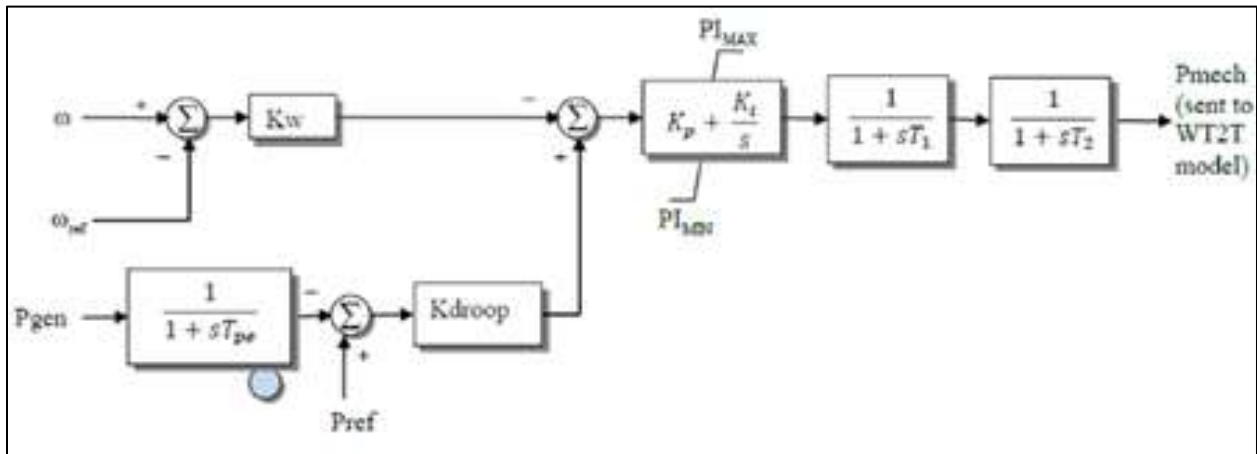 PI_MAX
ω
+
Σ
−
Kw
−
Σ
+
K_p + K_i/s
1/(1 + sT_1)
1/(1 + sT_2)
Pmech
(sent to
WT2T
model)
ω_ref
PI_MIN
Pgen
1/(1 + sT_pe)
−
Σ
+
Kdroop
Pref